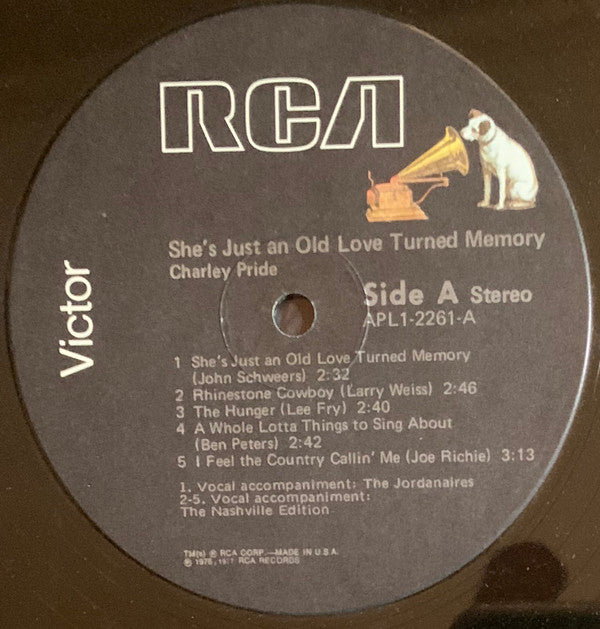 RCA
Victor
She's Just an Old Love Turned Memory
Charley Pride
Side A Stereo
APL1-2261-A
1 She's Just an Old Love Turned Memory
(John Schweers) 2:32
2 Rhinestone Cowboy (Larry Weiss) 2:46
3 The Hunger (Lee Fry) 2:40
4 A Whole Lotta Things to Sing About
(Ben Peters) 2:42
5 I Feel the Country Callin' Me (Joe Richie) 3:13
1. Vocal accompaniment: The Jordanaires
2-5. Vocal accompaniment:
The Nashville Edition
TM(s) ® RCA CORP.—MADE IN U.S.A.
℗ 1976, 1977 RCA RECORDS